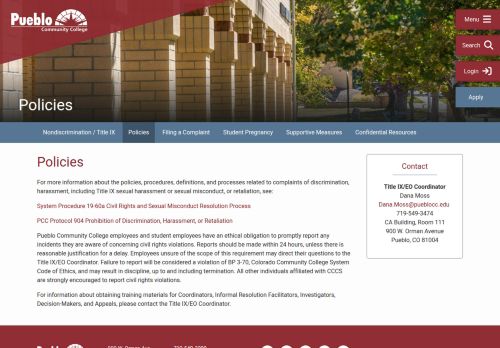 Pueblo
Community College
Menu
Search
Login
Apply
Policies
Nondiscrimination / Title IX
Policies
Filing a Complaint
Student Pregnancy
Supportive Measures
Confidential Resources
Policies
For more information about the policies, procedures, definitions, and processes related to complaints of discrimination,
harassment, including Title IX sexual harassment or sexual misconduct, or retaliation, see:
System Procedure 19-60a Civil Rights and Sexual Misconduct Resolution Process
PCC Protocol 904 Prohibition of Discrimination, Harassment, or Retaliation
Pueblo Community College employees and student employees have an ethical obligation to promptly report any
incidents they are aware of concerning civil rights violations. Reports should be made within 24 hours, unless there is
reasonable justification for a delay. Employees unsure of the scope of this requirement may direct their questions to the
Title IX/EO Coordinator. Failure to report will be considered a violation of BP 3-70, Colorado Community College System
Code of Ethics, and may result in discipline, up to and including termination. All other individuals affiliated with CCCS
are strongly encouraged to report civil rights violations.
For information about obtaining training materials for Coordinators, Informal Resolution Facilitators, Investigators,
Decision-Makers, and Appeals, please contact the Title IX/EO Coordinator.
Contact
Title IX/EO Coordinator
Dana Moss
Dana.Moss@pueblocc.edu
719-549-3474
CA Building, Room 111
900 W. Orman Avenue
Pueblo, CO 81004
Pueblo